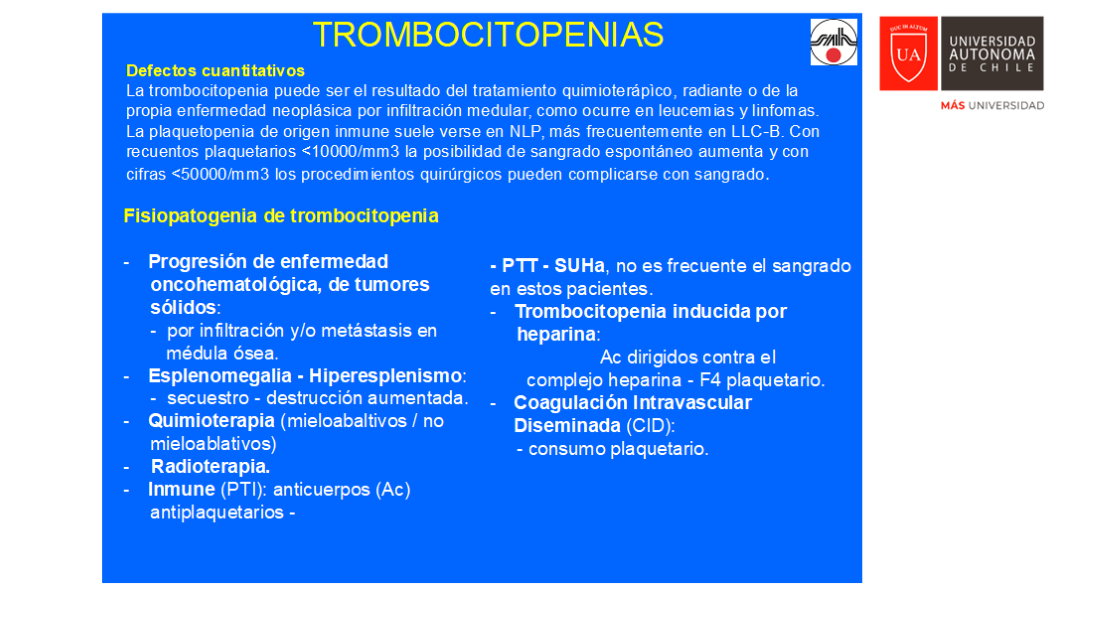 TROMBOCITOPENIAS
Defectos cuantitativos
La trombocitopenia puede ser el resultado del tratamiento quimioterápico, radiante o de la
propia enfermedad neoplásica por infiltración medular, como ocurre en leucemias y linfomas.
La plaquetopenia de origen inmune suele verse en NLP, más frecuentemente en LLC-B. Con
recuentos plaquetarios <10000/mm3 la posibilidad de sangrado espontáneo aumenta y con
cifras <50000/mm3 los procedimientos quirúrgicos pueden complicarse con sangrado.
Fisiopatogenia de trombocitopenia
- Progresión de enfermedad
oncohematológica, de tumores
sólidos:
- por infiltración y/o metástasis en
médula ósea.
- Esplenomegalia - Hiperesplenismo:
- secuestro - destrucción aumentada.
- Quimioterapia (mieloabaltivos / no
mieloablativos)
- Radioterapia.
- Inmune (PTI): anticuerpos (Ac)
antiplaquetarios -
- PTT - SUHa, no es frecuente el sangrado
en estos pacientes.
- Trombocitopenia inducida por
heparina:
Ac dirigidos contra el
complejo heparina - F4 plaquetario.
- Coagulación Intravascular
Diseminada (CID):
- consumo plaquetario.
DUC IN ALTUM
UA
UNIVERSIDAD
AUTONOMA
DE CHILE
MÁS UNIVERSIDAD